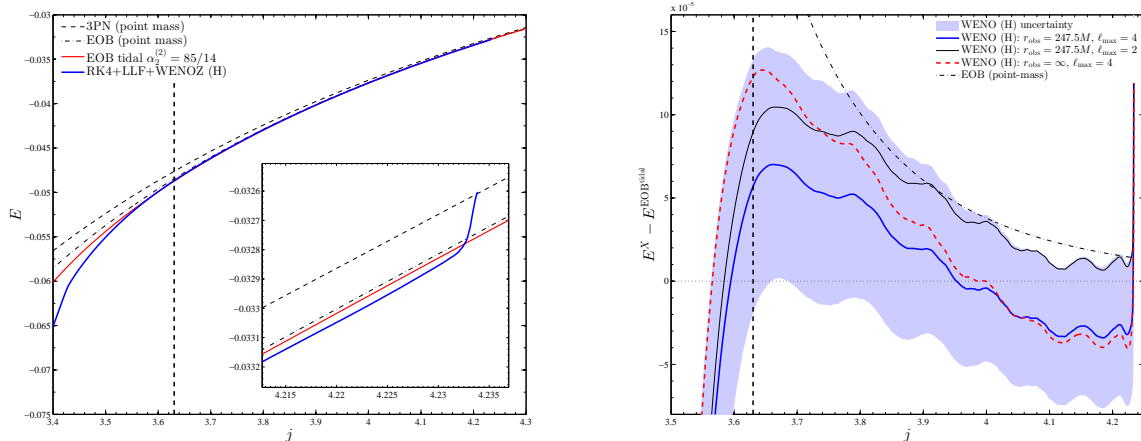 3PN (point mass)
EOB (point mass)
EOB tidal α₂⁽²⁾ = 85/14
RK4+LLF+WENOZ (H)
E
−0.03
−0.035
−0.04
−0.045
−0.05
−0.055
−0.06
−0.065
−0.07
−0.075
3.4 3.5 3.6 3.7 3.8 3.9 4 4.1 4.2 4.3
j
−0.0326
−0.0327
−0.0328
−0.0329
−0.033
−0.0331
−0.0332
4.215 4.22 4.225 4.23 4.235
x 10⁻⁵
WENO (H) uncertainty
WENO (H): r_obs = 247.5M, ℓ_max = 4
WENO (H): r_obs = 247.5M, ℓ_max = 2
WENO (H): r_obs = ∞, ℓ_max = 4
EOB (point-mass)
E^X − E^EOB^tidal
15
10
5
0
−5
3.5 3.6 3.7 3.8 3.9 4 4.1 4.2
j